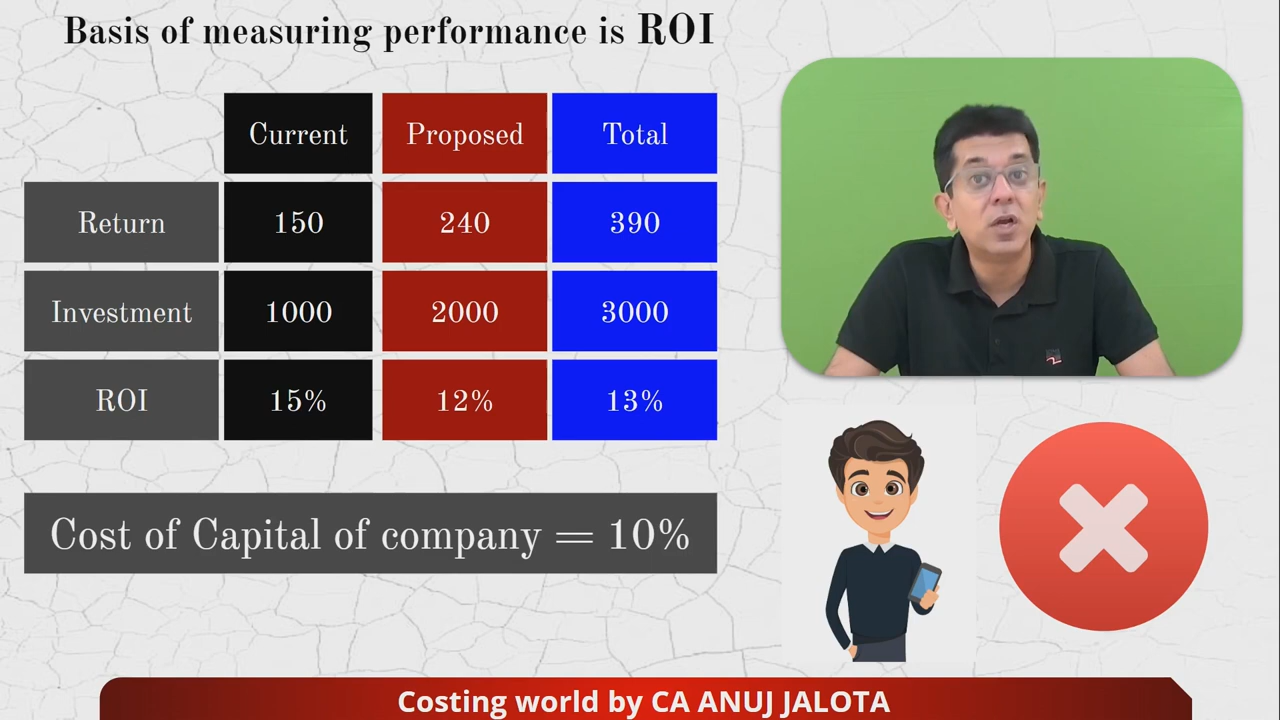 Basis of measuring performance is ROI
Current Proposed Total
Return 150 240 390
Investment 1000 2000 3000
ROI 15% 12% 13%
Cost of Capital of company = 10%
Costing world by CA ANUJ JALOTA